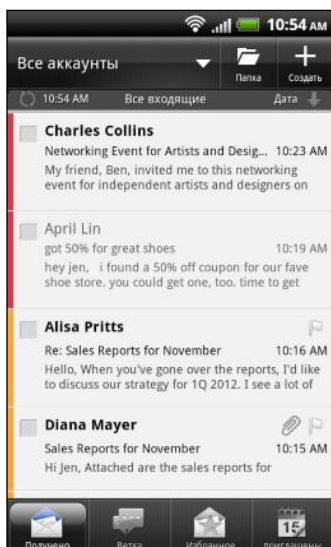 10:54 AM
Все аккаунты
Папка
Создать
10:54 AM Все входящие Дата
Charles Collins
Networking Event for Artists and Desig... 10:23 AM
My friend, Ben, invited me to this networking
event for independent artists and designers on
April Lin
got 50% for great shoes 10:19 AM
hey jen, i found a 50% off coupon for our fave
shoe store. you could get one, too. time to get
Alisa Pritts
Re: Sales Reports for November 10:16 AM
Hello, When you've gone over the reports, I'd like
to discuss our strategy for 1Q 2012. I see a lot of
Diana Mayer
Sales Reports for November 10:15 AM
Hi Jen, Attached are the sales reports for
15
Получено Ветка Избранное приглашены